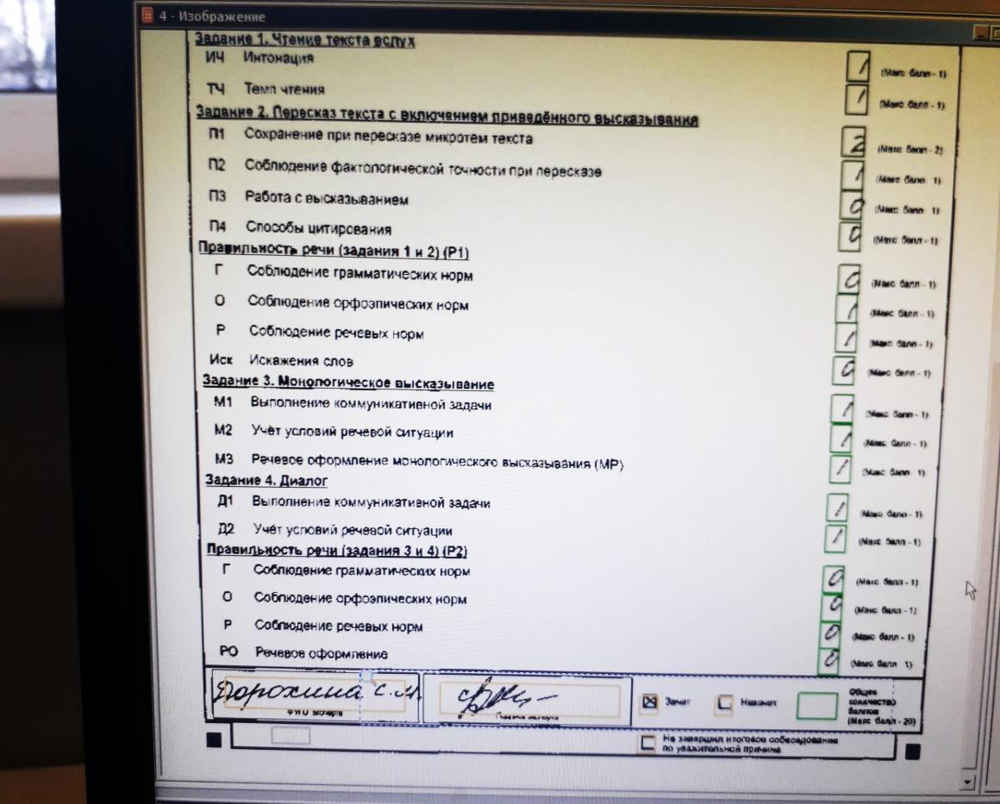 4 - Изображение
Задание 1. Чтение текста вслух
ИЧ Интонация 1 (Макс балл - 1)
ТЧ Темп чтения 1 (Макс балл - 1)
Задание 2. Пересказ текста с включением приведённого высказывания
П1 Сохранение при пересказе микротем текста 2 (Макс балл - 2)
П2 Соблюдение фактологической точности при пересказе 1 (Макс балл 1)
П3 Работа с высказыванием 0 (Макс балл 1)
П4 Способы цитирования 0 (Макс балл - 1)
Правильность речи (задания 1 и 2) (Р1)
Г Соблюдение грамматических норм 0 (Макс балл - 1)
О Соблюдение орфоэпических норм 1 (Макс балл - 1)
Р Соблюдение речевых норм 1 (Макс балл - 1)
Иск Искажения слов 0 (Макс балл - 1)
Задание 3. Монологическое высказывание
М1 Выполнение коммуникативной задачи 1 (Макс балл - 1)
М2 Учёт условий речевой ситуации 1 (Макс балл - 1)
М3 Речевое оформление монологического высказывания (МР) 1 (Макс балл 1)
Задание 4. Диалог
Д1 Выполнение коммуникативной задачи 1 (Макс балл - 1)
Д2 Учёт условий речевой ситуации 1 (Макс балл - 1)
Правильность речи (задания 3 и 4) (Р2)
Г Соблюдение грамматических норм 0 (Макс балл - 1)
О Соблюдение орфоэпических норм 0 (Макс балл - 1)
Р Соблюдение речевых норм 0 (Макс балл - 1)
РО Речевое оформление 0 (Макс балл 1)
С.М. Зачет Незачет Общее
количество
баллов
ФИО эксперта Подпись эксперта (Макс балл - 20)
Не завершил итоговое собеседование
по уважительной причине